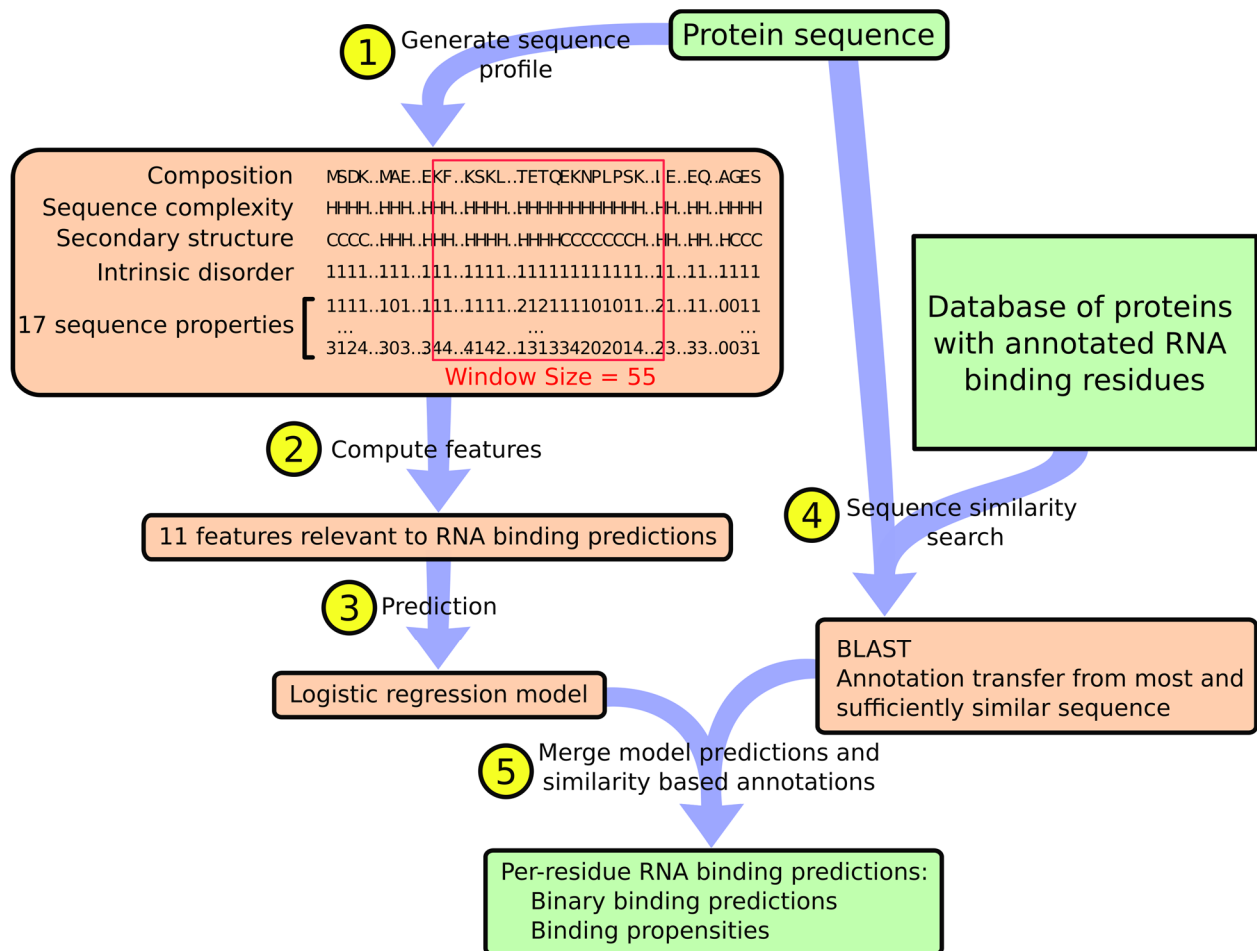 Protein sequence
1
Generate sequence
profile
Composition MSDK..MAE..EKF..KSKL..TETQEKNPLPSK..LE..EQ..AGES
Sequence complexity HHHH..HHH..HHH..HHHH..HHHHHHHHHHHH..HH..HH..HHHH
Secondary structure CCCC..HHH..HHH..HHHH..HHHHCCCCCCCH..HH..HH..HCCC
Intrinsic disorder 1111..111..111..1111..111111111111..11..11..1111
17 sequence properties
1111..101..111..1111..212111101011..21..11..0011
... ... ...
3124..303..344..4142..131334202014..23..33..0031
Window Size = 55
Database of proteins
with annotated RNA
binding residues
2
Compute features
11 features relevant to RNA binding predictions
4
Sequence similarity
search
3
Prediction
Logistic regression model
BLAST
Annotation transfer from most and
sufficiently similar sequence
5
Merge model predictions and
similarity based annotations
Per-residue RNA binding predictions:
Binary binding predictions
Binding propensities